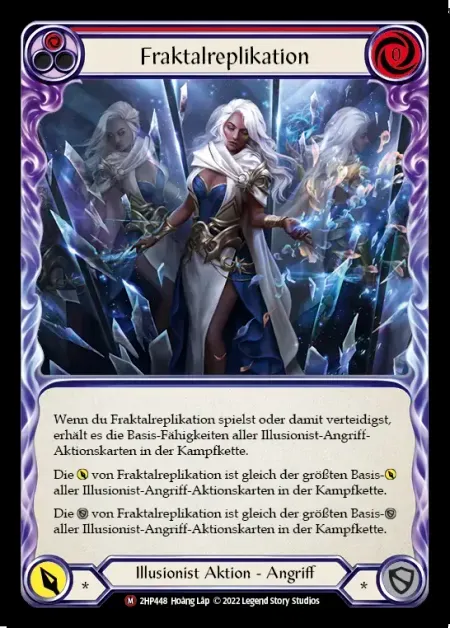 Fraktalreplikation
0
Wenn du Fraktalreplikation spielst oder damit verteidigst,
erhält es die Basis-Fähigkeiten aller Illusionist-Angriff-
Aktionskarten in der Kampfkette.
Die von Fraktalreplikation ist gleich der größten Basis-
aller Illusionist-Angriff-Aktionskarten in der Kampfkette.
Die von Fraktalreplikation ist gleich der größten Basis-
aller Illusionist-Angriff-Aktionskarten in der Kampfkette.
* Illusionist Aktion - Angriff *
M 2HP448 Hoàng Lập © 2022 Legend Story Studios